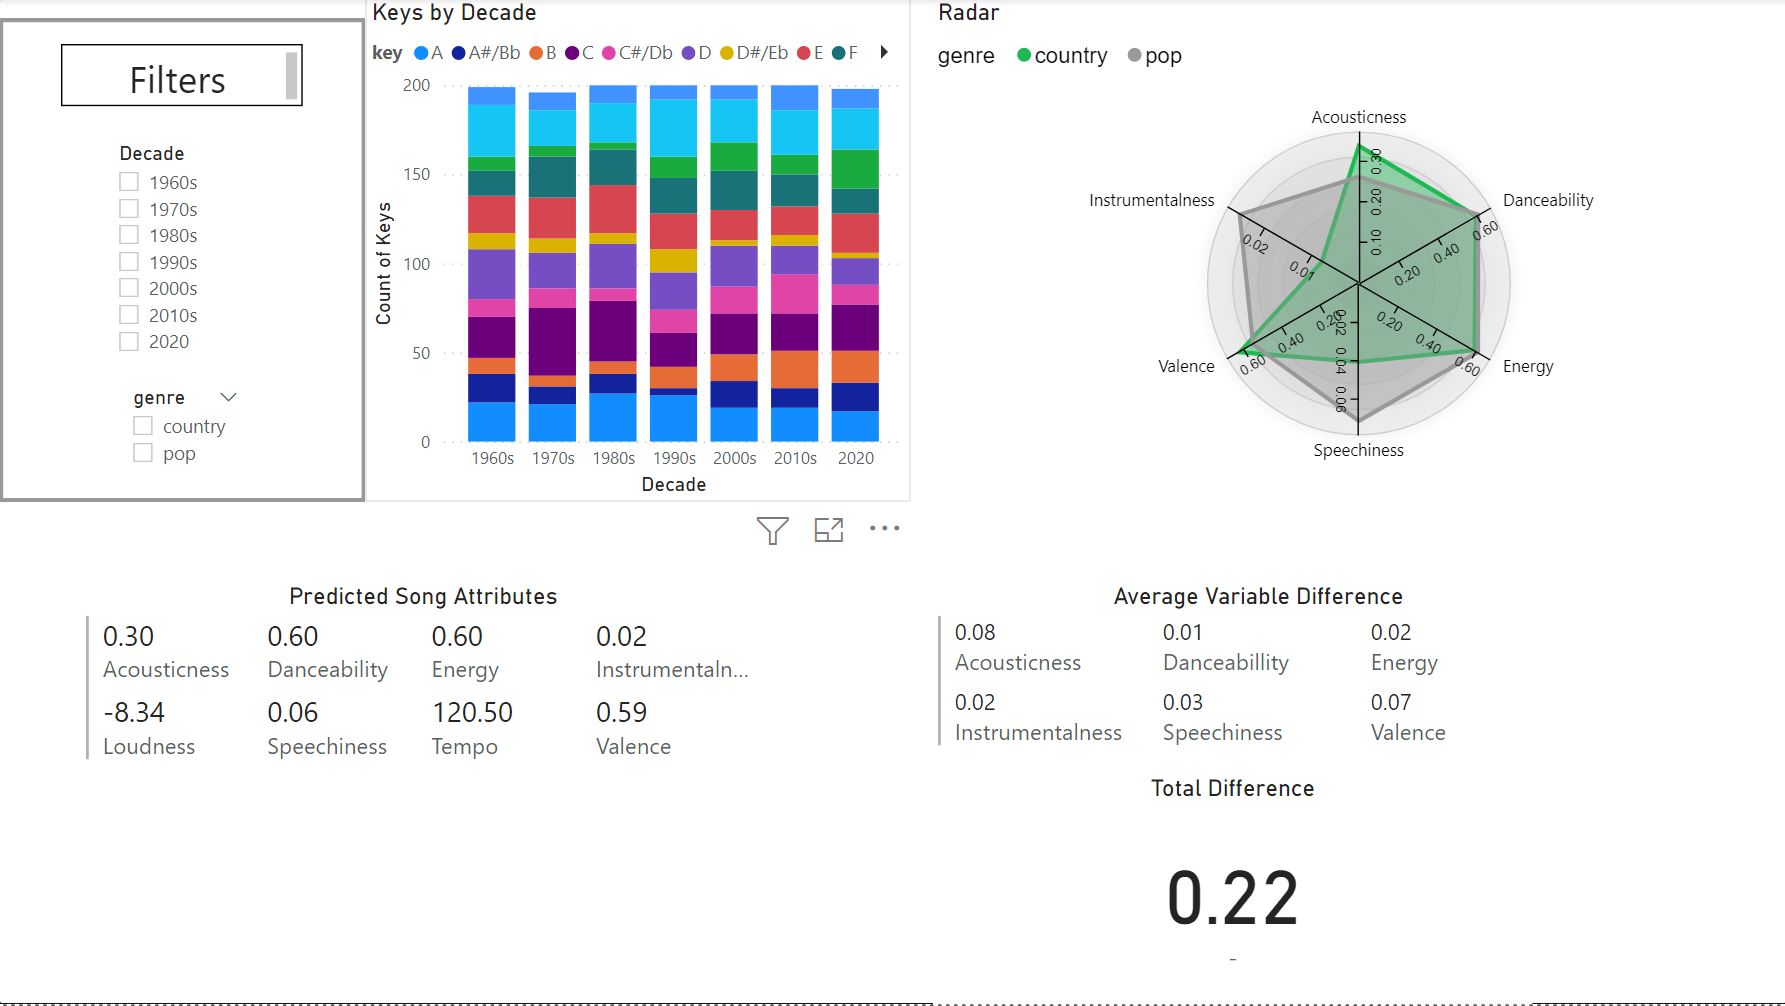 Filters
Decade
1960s
1970s
1980s
1990s
2000s
2010s
2020
genre
country
pop
Keys by Decade
key A A#/Bb B C C#/Db D D#/Eb E F
Count of Keys
200
150
100
50
0
1960s 1970s 1980s 1990s 2000s 2010s 2020
Decade
Radar
genre country pop
Acousticness
Danceability
Energy
Speechiness
Valence
Instrumentalness
0.10 0.20 0.30
0.20 0.40 0.60
0.20 0.40 0.60
0.02 0.04 0.06
0.20 0.40 0.60
0.01 0.02
Predicted Song Attributes
0.30 0.60 0.60 0.02
Acousticness Danceability Energy Instrumentaln...
-8.34 0.06 120.50 0.59
Loudness Speechiness Tempo Valence
Average Variable Difference
0.08 0.01 0.02
Acousticness Danceabillity Energy
0.02 0.03 0.07
Instrumentalness Speechiness Valence
Total Difference
0.22
-